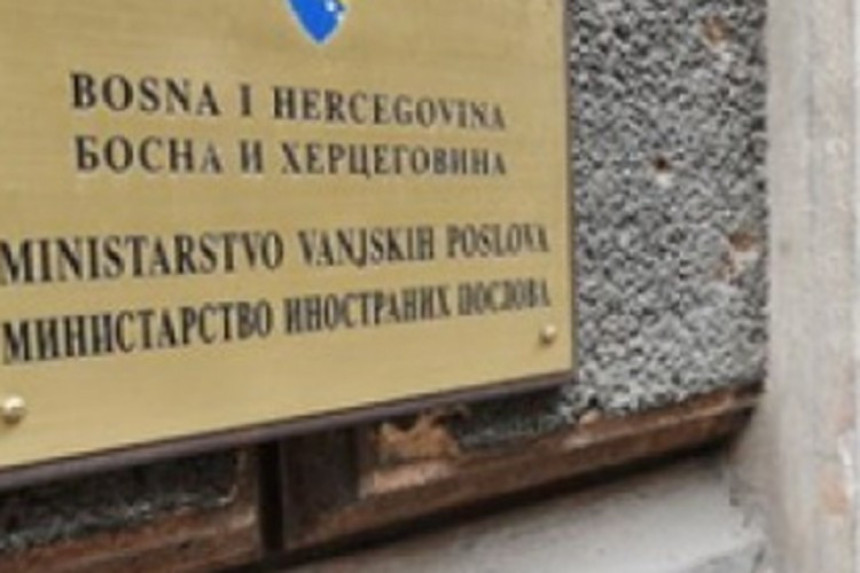 BOSNA I HERCEGOVINA
БОСНА И ХЕРЦЕГОВИНА
MINISTARSTVO VANJSKIH POSLOVA
МИНИСТАРСТВО ИНОСТРАНИХ ПОСЛОВА